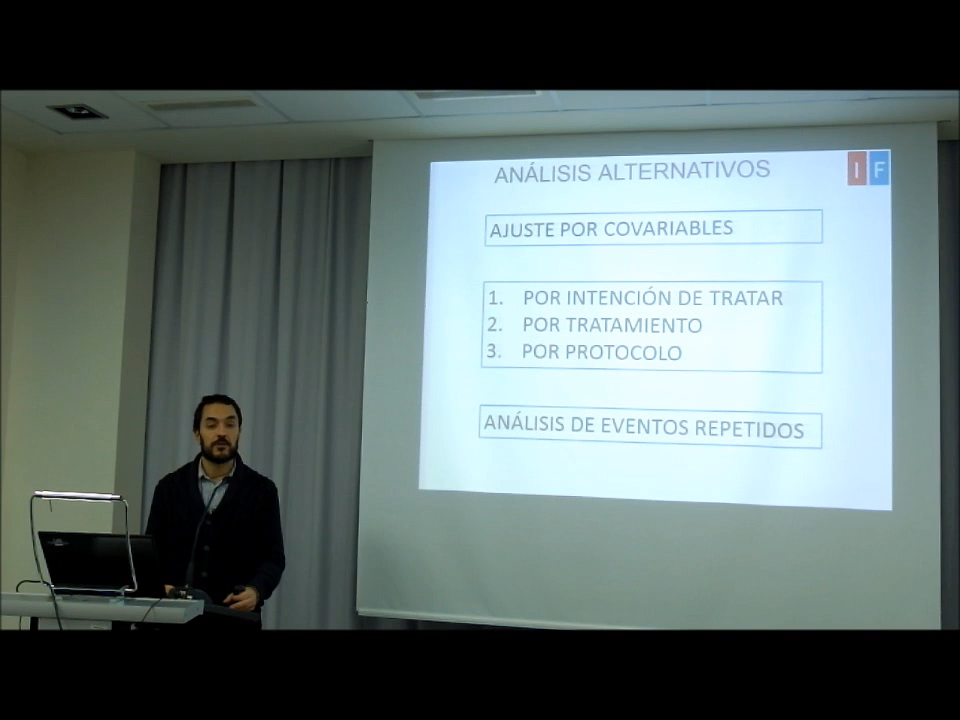 ANÁLISIS ALTERNATIVOS
I F
AJUSTE POR COVARIABLES
1. POR INTENCIÓN DE TRATAR
2. POR TRATAMIENTO
3. POR PROTOCOLO
ANÁLISIS DE EVENTOS REPETIDOS